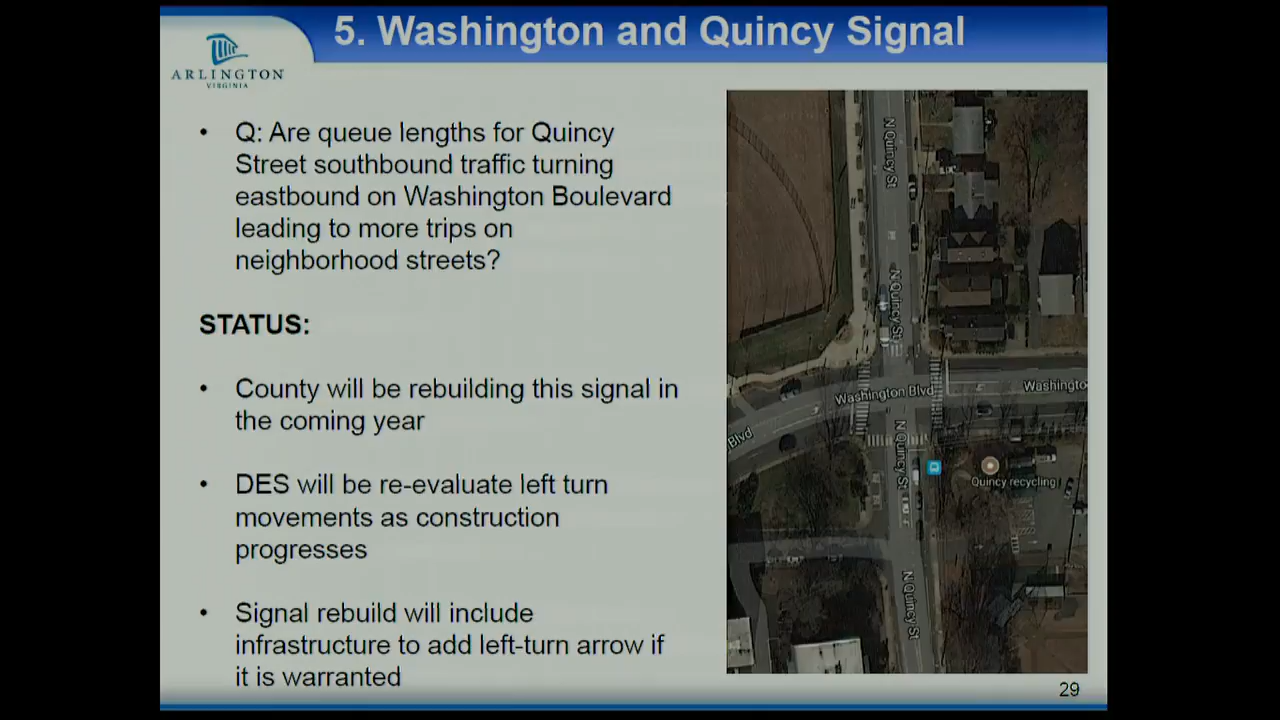 5. Washington and Quincy Signal
ARLINGTON
VIRGINIA
• Q: Are queue lengths for Quincy
Street southbound traffic turning
eastbound on Washington Boulevard
leading to more trips on
neighborhood streets?
STATUS:
• County will be rebuilding this signal in
the coming year
• DES will be re-evaluate left turn
movements as construction
progresses
• Signal rebuild will include
infrastructure to add left-turn arrow if
it is warranted
N Quincy St
N Quincy St
Washington Blvd
Washingto
Blvd
N Quincy St
Quincy recycling
N Quincy St
29